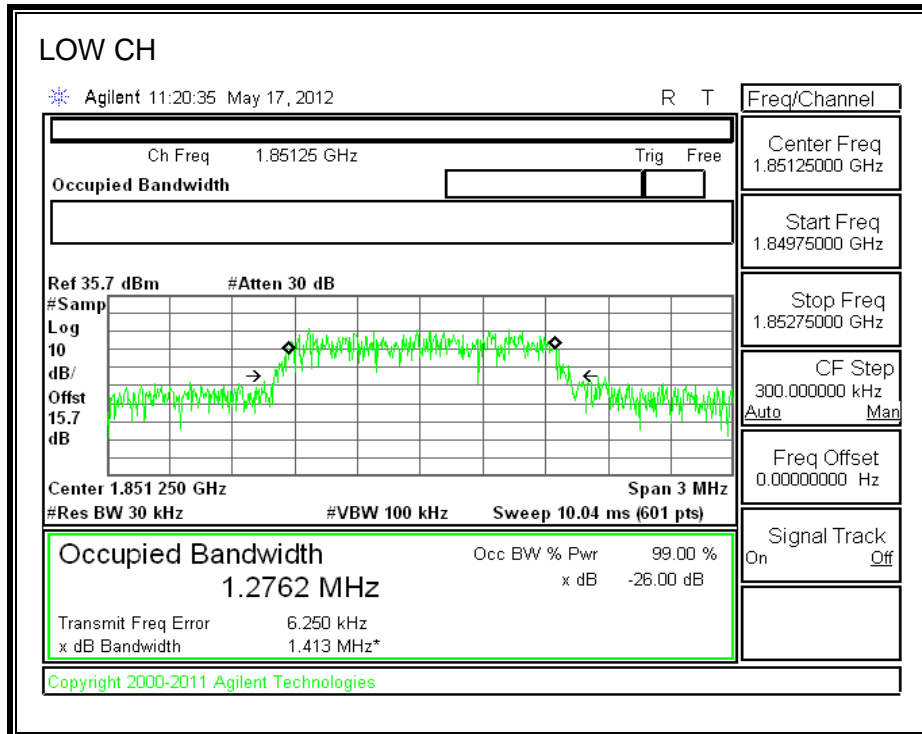 LOW CH
Agilent 11:20:35 May 17, 2012 R T
Freq/Channel
Ch Freq 1.85125 GHz Trig Free
Occupied Bandwidth
Center Freq
1.85125000 GHz
Start Freq
1.84975000 GHz
Stop Freq
1.85275000 GHz
CF Step
300.000000 kHz
Auto Man
Freq Offset
0.00000000 Hz
Signal Track
On Off
Ref 35.7 dBm #Atten 30 dB
#Samp
Log
10
dB/
Offst
15.7
dB
Center 1.851 250 GHz Span 3 MHz
#Res BW 30 kHz #VBW 100 kHz Sweep 10.04 ms (601 pts)
Occupied Bandwidth Occ BW % Pwr 99.00 %
1.2762 MHz x dB -26.00 dB
Transmit Freq Error 6.250 kHz
x dB Bandwidth 1.413 MHz*
Copyright 2000-2011 Agilent Technologies